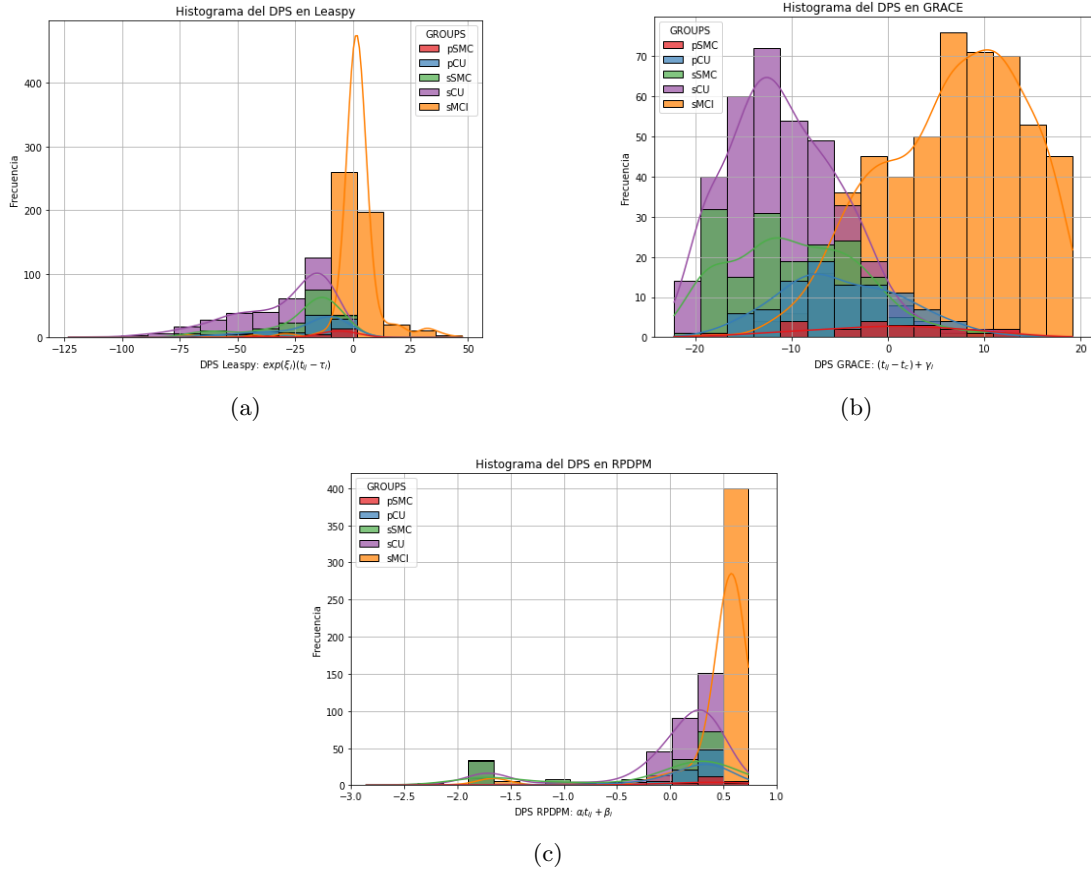 Histograma del DPS en Leaspy
Frecuencia
400
300
200
100
0
GROUPS
pSMC
pCU
sSMC
sCU
sMCI
−125
−100
−75
−50
−25
0
25
50
DPS Leaspy: exp(ξᵢ)(tᵢⱼ − τᵢ)
(a)
Histograma del DPS en GRACE
Frecuencia
70
60
50
40
30
20
10
0
GROUPS
pSMC
pCU
sSMC
sCU
sMCI
−20
−10
0
10
20
DPS GRACE: (tᵢⱼ − t_c) + γᵢ
(b)
Histograma del DPS en RPDPM
Frecuencia
400
350
300
250
200
150
100
50
0
GROUPS
pSMC
pCU
sSMC
sCU
sMCI
−3.0
−2.5
−2.0
−1.5
−1.0
−0.5
0.0
0.5
1.0
DPS RPDPM: αᵢtᵢⱼ + βᵢ
(c)